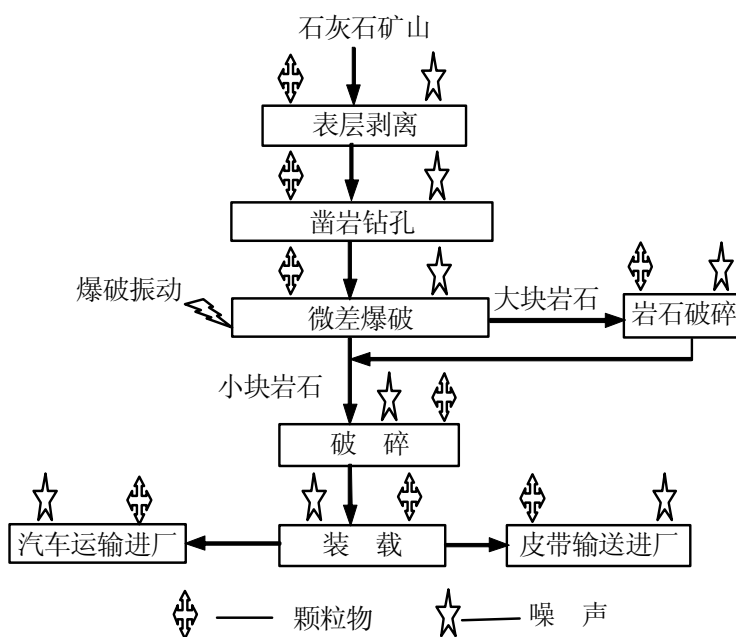 石灰石矿山
表层剥离
凿岩钻孔
爆破振动
微差爆破
大块岩石
岩石破碎
小块岩石
破 碎
汽车运输进厂
装 载
皮带输送进厂
颗粒物
噪 声